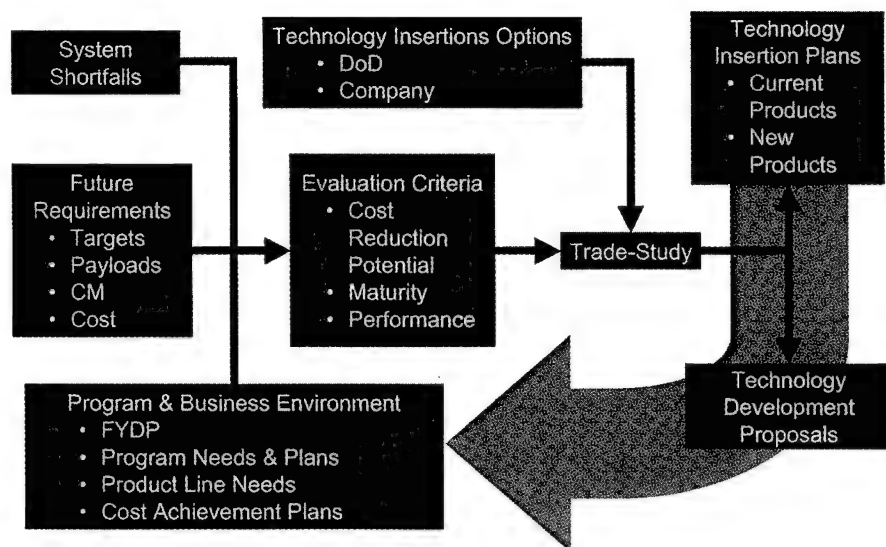 System
Shortfalls
Technology Insertions Options
• DoD
• Company
Technology
Insertion Plans
• Current
Products
• New
Products
Future
Requirements
• Targets
• Payloads
• CM
• Cost
Evaluation Criteria
• Cost
Reduction
Potential
• Maturity
• Performance
Trade-Study
Program & Business Environment
• FYDP
• Program Needs & Plans
• Product Line Needs
• Cost Achievement Plans
Technology
Development
Proposals